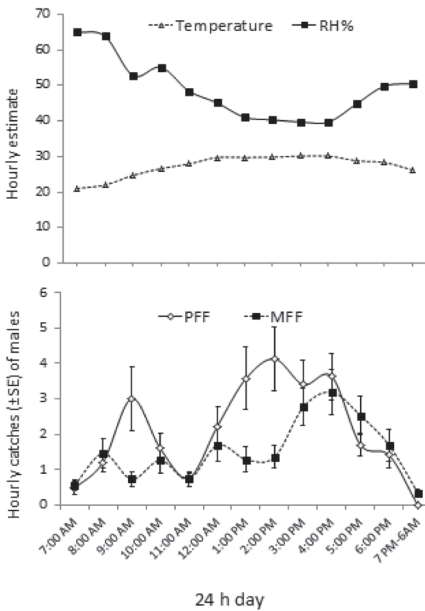 70
60
50
40
30
20
10
0
Hourly estimate
Temperature RH%
6
5
4
3
2
1
0
Hourly catches (±SE) of males
PFF MFF
7:00 AM
8:00 AM
9:00 AM
10:00 AM
11:00 AM
12:00 AM
1:00 PM
2:00 PM
3:00 PM
4:00 PM
5:00 PM
6:00 PM
7 PM-6AM
24 h day